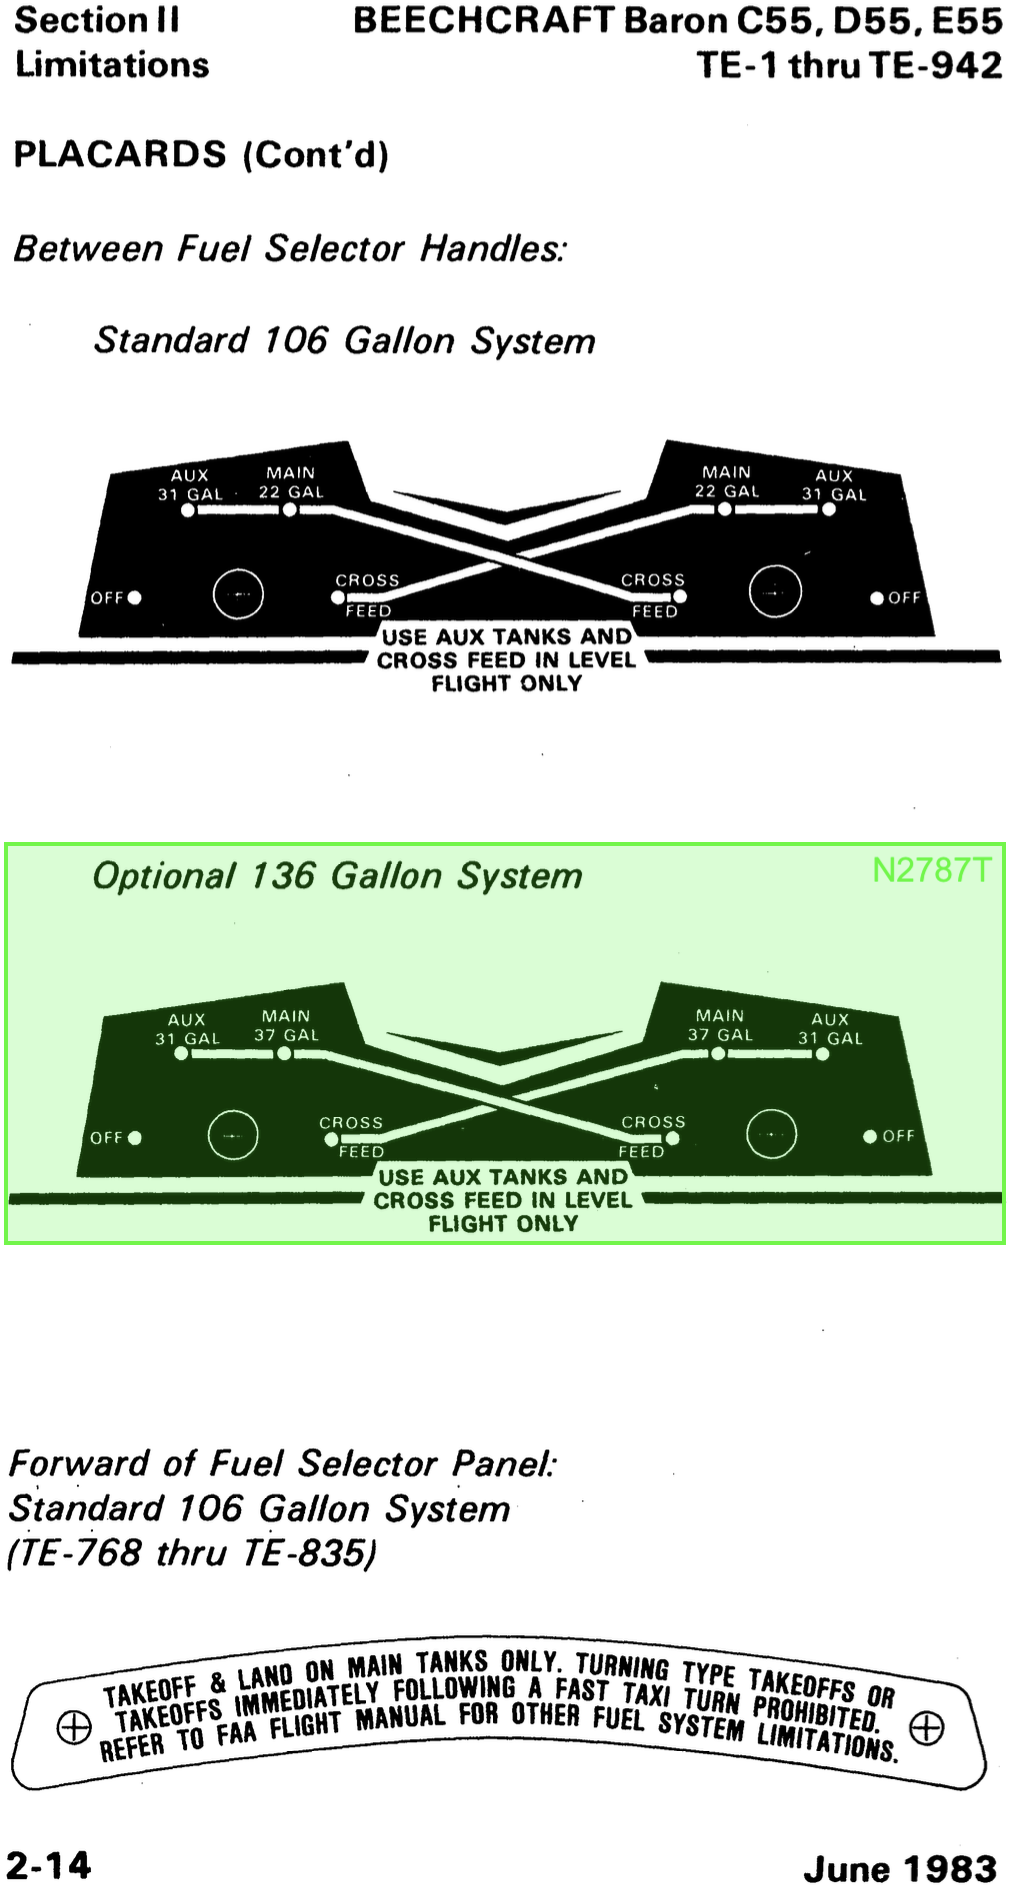 Section II BEECHCRAFT Baron C55, D55, E55
Limitations TE-1 thru TE-942
PLACARDS (Cont'd)
Between Fuel Selector Handles:
Standard 106 Gallon System
AUX MAIN MAIN AUX
31 GAL 22 GAL 22 GAL 31 GAL
CROSS CROSS
OFF OFF
FEED FEED
USE AUX TANKS AND
CROSS FEED IN LEVEL
FLIGHT ONLY
Optional 136 Gallon System N2787T
AUX MAIN MAIN AUX
31 GAL 37 GAL 37 GAL 31 GAL
CROSS CROSS
OFF OFF
FEED FEED
USE AUX TANKS AND
CROSS FEED IN LEVEL
FLIGHT ONLY
Forward of Fuel Selector Panel:
Standard 106 Gallon System
(TE-768 thru TE-835)
TAKEOFF & LAND ON MAIN TANKS ONLY. TURNING TYPE TAKEOFFS OR
TAKEOFFS IMMEDIATELY FOLLOWING A FAST TAXI TURN PROHIBITED.
REFER TO FAA FLIGHT MANUAL FOR OTHER FUEL SYSTEM LIMITATIONS.
2-14 June 1983